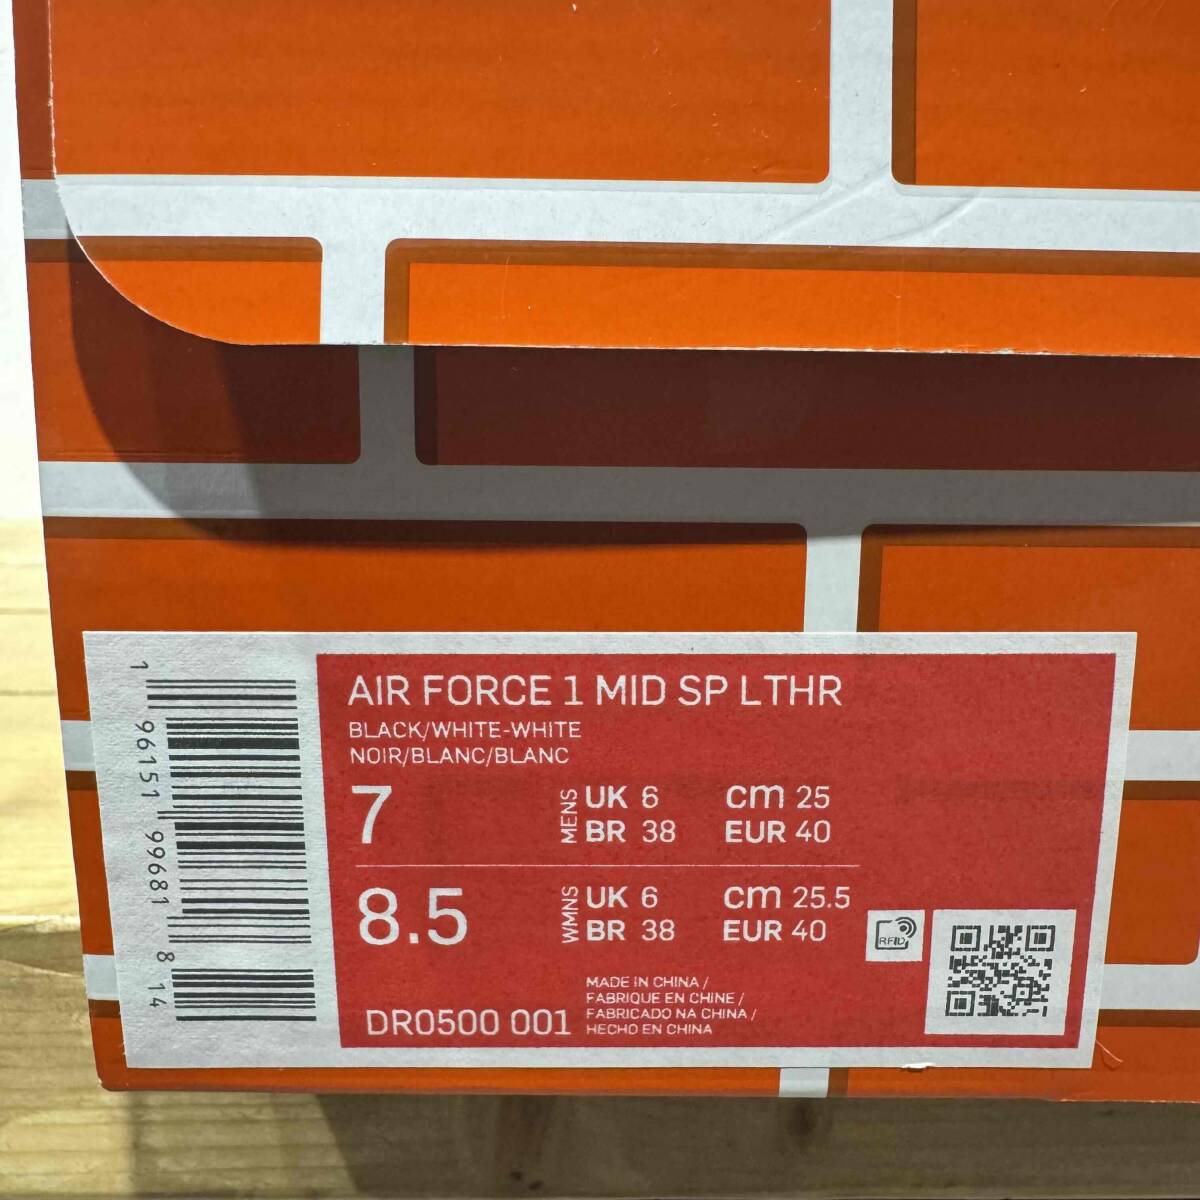 AIR FORCE 1 MID SP LTHR
BLACK/WHITE-WHITE
NOIR/BLANC/BLANC
7 MENS UK 6 cm 25
BR 38 EUR 40
8.5 WMNS UK 6 cm 25.5
BR 38 EUR 40
RFID
MADE IN CHINA /
FABRIQUE EN CHINE /
FABRICADO NA CHINA /
HECHO EN CHINA
DR0500 001
1 96151 99681 8 14